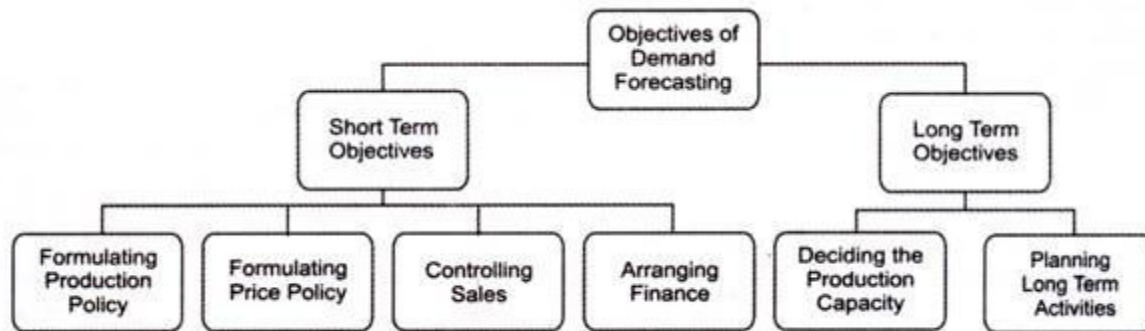 Objectives of
Demand
Forecasting
Short Term
Objectives
Long Term
Objectives
Formulating
Production
Policy
Formulating
Price Policy
Controlling
Sales
Arranging
Finance
Deciding the
Production
Capacity
Planning
Long Term
Activities